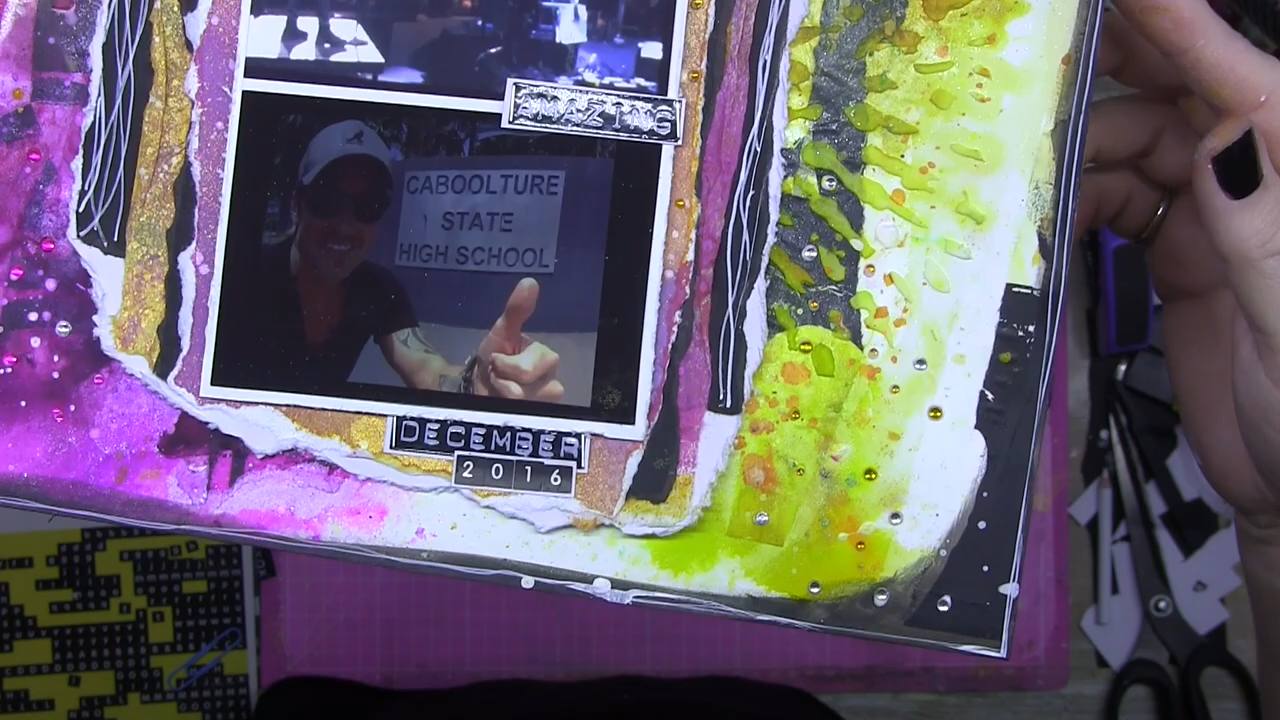 AMAZING
CABOOLTURE
STATE
HIGH SCHOOL
DECEMBER
2016